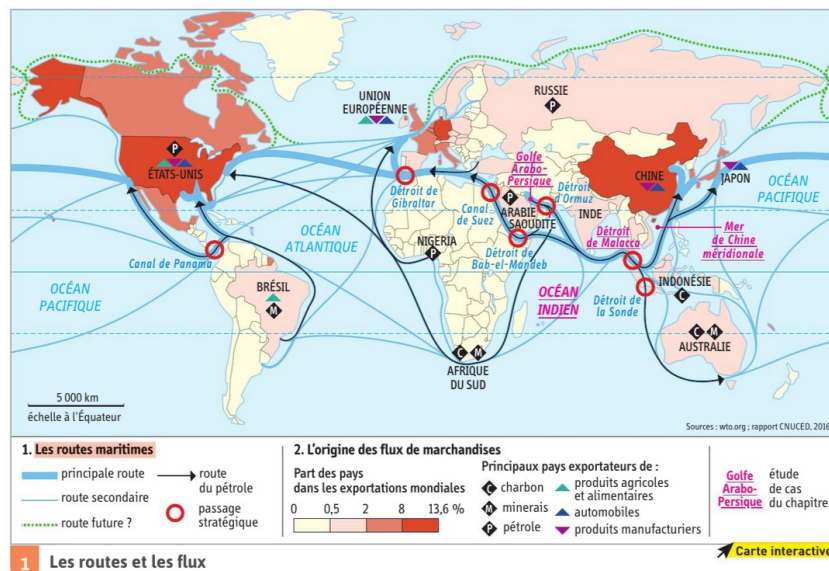 RUSSIE
P
UNION
EUROPÉENNE
P
ÉTATS-UNIS
Golfe
Arabo-
Persique
Détroit
d'Ormuz
CHINE
JAPON
OCÉAN
PACIFIQUE
Détroit de
Gibraltar
Canal
de Suez
P
ARABIE
SAOUDITE
INDE
Détroit
de Malacca
Mer
de Chine
méridionale
OCÉAN
ATLANTIQUE
Canal de Panama
NIGERIA
P
Détroit de
Bab-el-Mandeb
OCÉAN
PACIFIQUE
BRÉSIL
M
OCÉAN
INDIEN
INDONÉSIE
C
Détroit de
la Sonde
C M
AUSTRALIE
C M
AFRIQUE
DU SUD
5 000 km
échelle à l'Équateur
Sources : wto.org ; rapport CNUCED, 2016
1. Les routes maritimes
principale route
route secondaire
route future ?
route
du pétrole
passage
stratégique
2. L'origine des flux de marchandises
Part des pays
dans les exportations mondiales
0 0,5 2 8 13,6 %
Principaux pays exportateurs de :
C charbon
M minerais
P pétrole
produits agricoles
et alimentaires
automobiles
produits manufacturiers
Golfe
Arabo-
Persique
étude
de cas
du chapitre
1 Les routes et les flux
Carte interactive